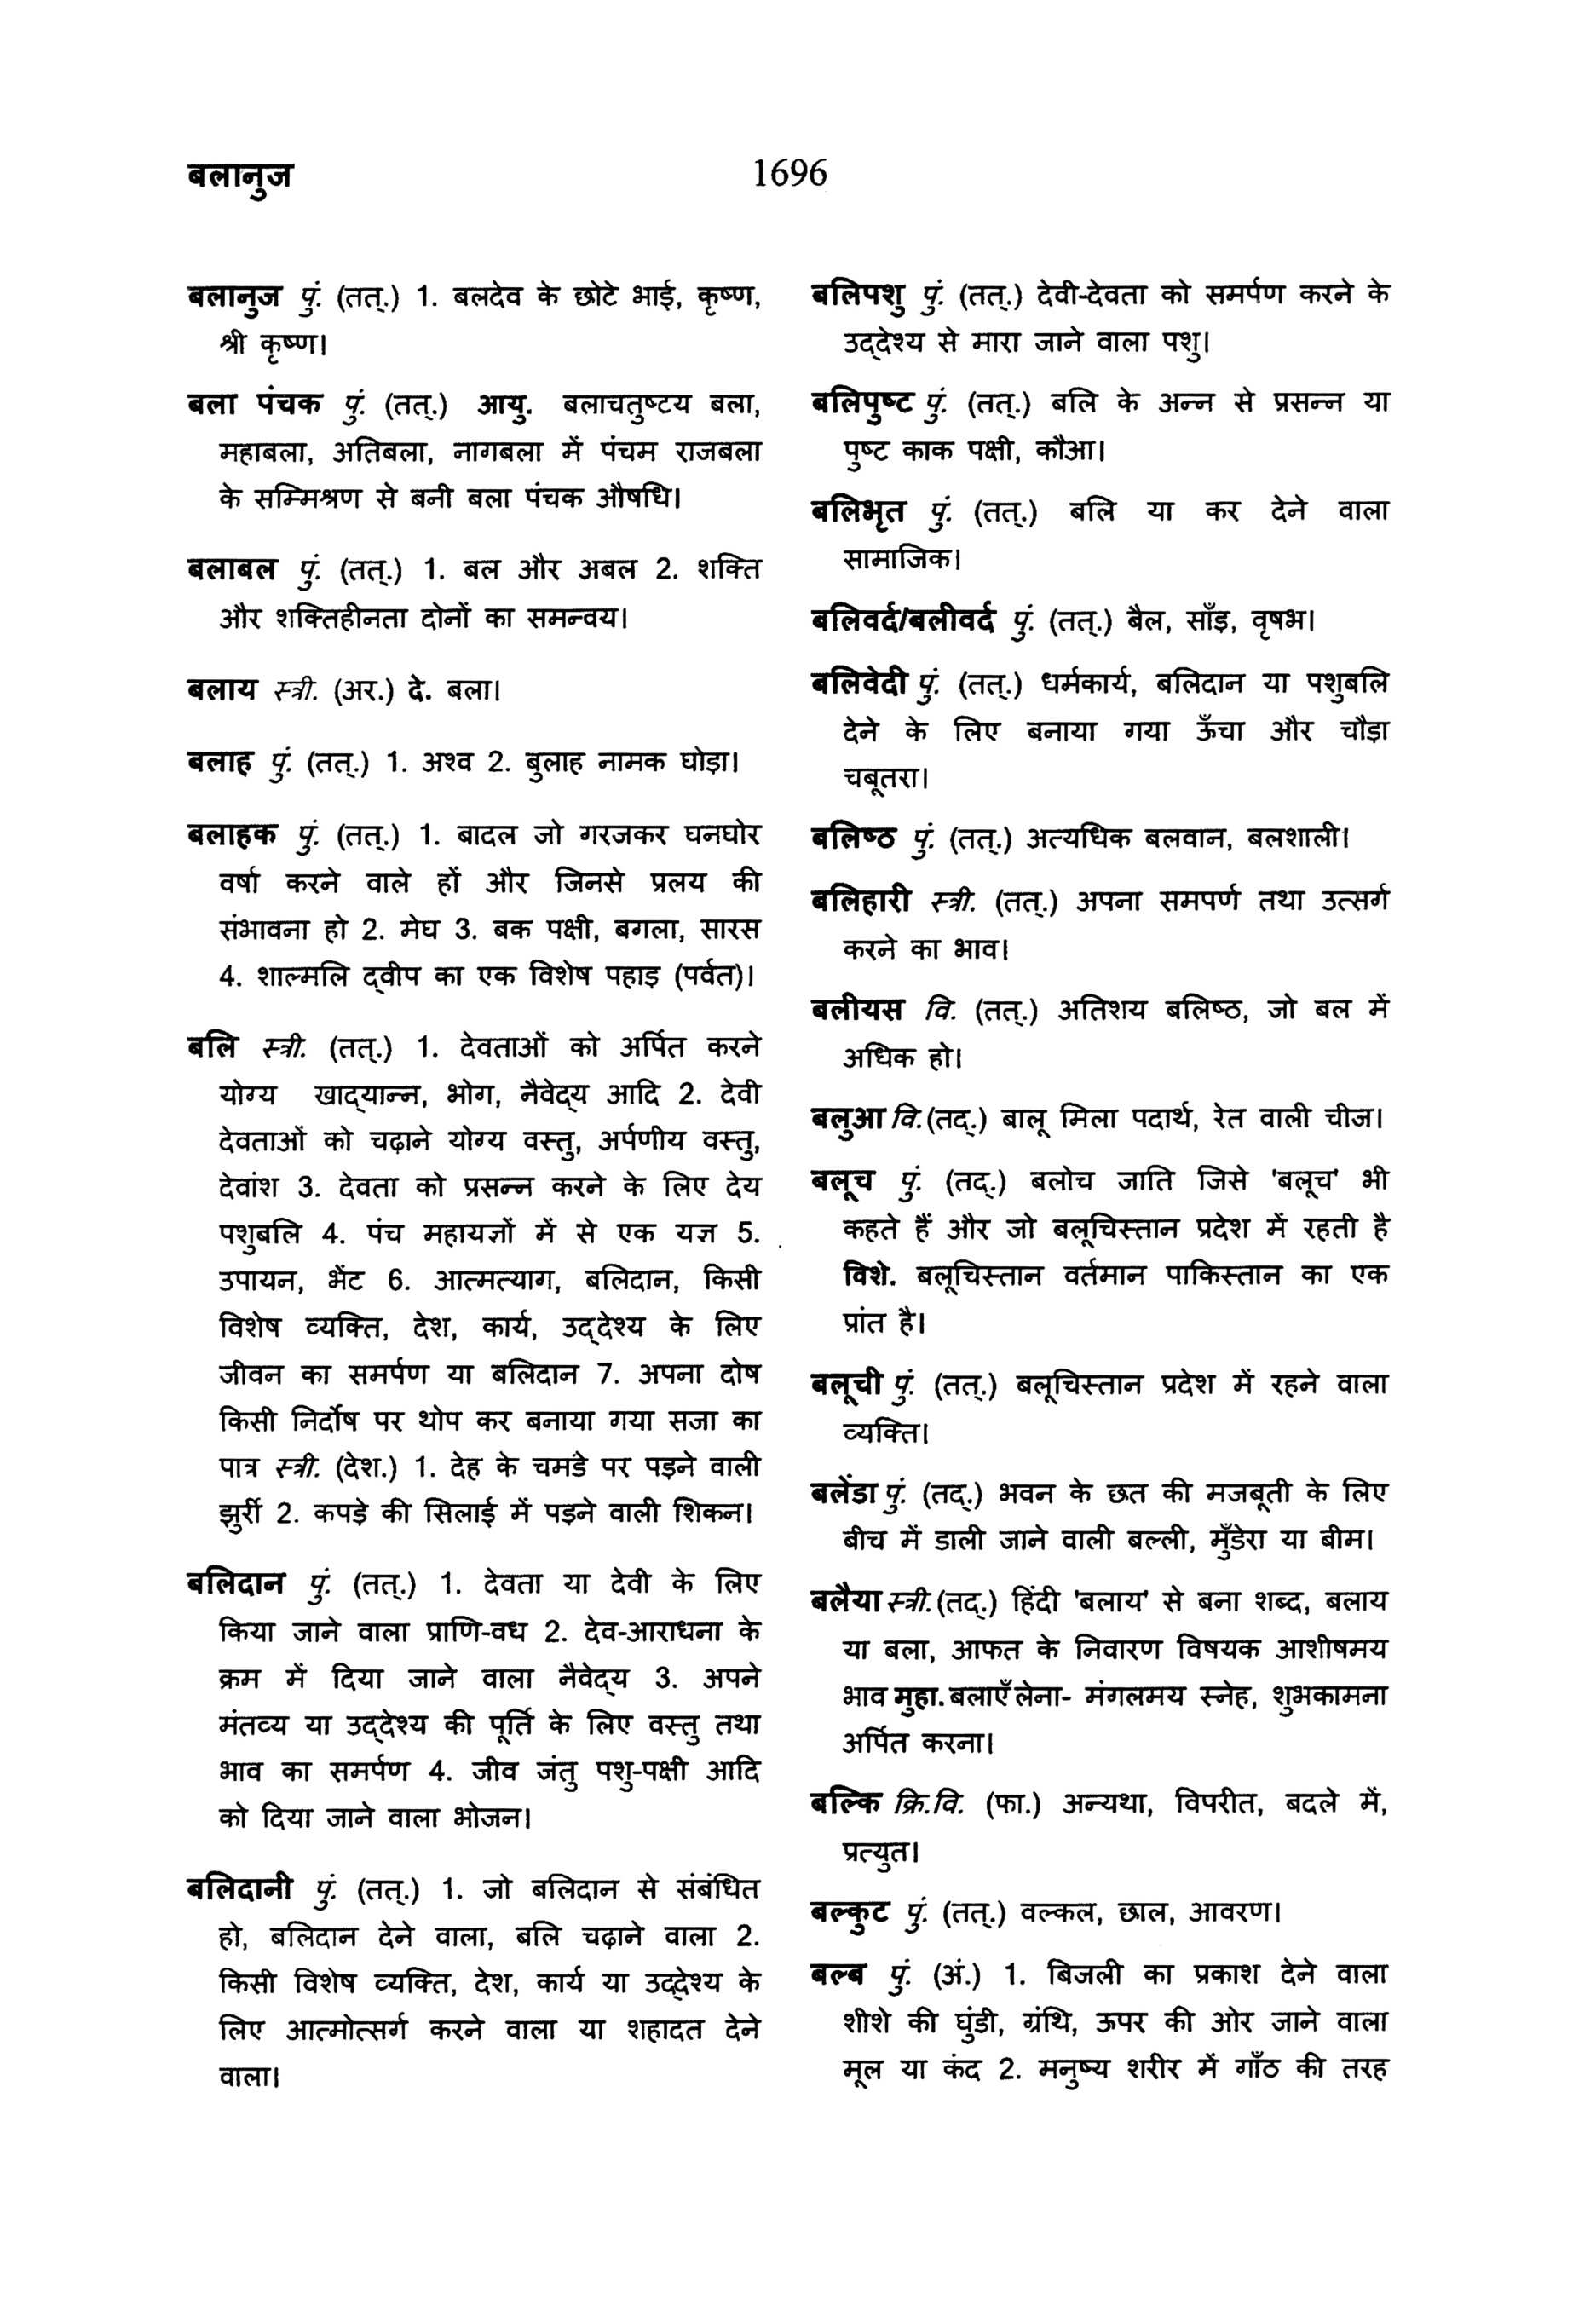 बलानुज
1696
बलानुज पुं. (तत्.) 1. बलदेव के छोटे भाई, कृष्ण,
श्री कृष्ण।
बला पंचक पुं. (तत्.) आयु. बलाचतुष्टय बला,
महाबला, अतिबला, नागबला में पंचम राजबला
के सम्मिश्रण से बनी बला पंचक औषधि।
बलाबल पुं. (तत्.) 1. बल और अबल 2. शक्ति
और शक्तिहीनता दोनों का समन्वय।
बलाय स्त्री. (अर.) दे. बला।
बलाह पुं. (तत्.) 1. अश्व 2. बुलाह नामक घोड़ा।
बलाहक पुं. (तत्.) 1. बादल जो गरजकर घनघोर
वर्षा करने वाले हों और जिनसे प्रलय की
संभावना हो 2. मेघ 3. बक पक्षी, बगला, सारस
4. शाल्मलि द्वीप का एक विशेष पहाड़ (पर्वत)।
बलि स्त्री. (तत्.) 1. देवताओं को अर्पित करने
योग्य खाद्यान्न, भोग, नैवेद्य आदि 2. देवी
देवताओं को चढ़ाने योग्य वस्तु, अर्पणीय वस्तु,
देवांश 3. देवता को प्रसन्न करने के लिए देय
पशुबलि 4. पंच महायज्ञों में से एक यज्ञ 5.
उपायन, भेंट 6. आत्मत्याग, बलिदान, किसी
विशेष व्यक्ति, देश, कार्य, उद्देश्य के लिए
जीवन का समर्पण या बलिदान 7. अपना दोष
किसी निर्दोष पर थोप कर बनाया गया सजा का
पात्र स्त्री. (देश.) 1. देह के चमडे पर पड़ने वाली
झुर्री 2. कपड़े की सिलाई में पड़ने वाली शिकन।
बलिदान पुं. (तत्.) 1. देवता या देवी के लिए
किया जाने वाला प्राणि-वध 2. देव-आराधना के
क्रम में दिया जाने वाला नैवेद्य 3. अपने
मंतव्य या उद्देश्य की पूर्ति के लिए वस्तु तथा
भाव का समर्पण 4. जीव जंतु पशु-पक्षी आदि
को दिया जाने वाला भोजन।
बलिदानी पुं. (तत्.) 1. जो बलिदान से संबंधित
हो, बलिदान देने वाला, बलि चढ़ाने वाला 2.
किसी विशेष व्यक्ति, देश, कार्य या उद्देश्य के
लिए आत्मोत्सर्ग करने वाला या शहादत देने
वाला।
बलिपशु पुं. (तत्.) देवी-देवता को समर्पण करने के
उद्देश्य से मारा जाने वाला पशु।
बलिपुष्ट पुं. (तत्.) बलि के अन्न से प्रसन्न या
पुष्ट काक पक्षी, कौआ।
बलिभृत पुं. (तत्.) बलि या कर देने वाला
सामाजिक।
बलिवर्द/बलीवर्द पुं. (तत्.) बैल, साँड़, वृषभ।
बलिवेदी पुं. (तत्.) धर्मकार्य, बलिदान या पशुबलि
देने के लिए बनाया गया ऊँचा और चौड़ा
चबूतरा।
बलिष्ठ पुं. (तत्.) अत्यधिक बलवान, बलशाली।
बलिहारी स्त्री. (तत्.) अपना समपर्ण तथा उत्सर्ग
करने का भाव।
बलीयस वि. (तत्.) अतिशय बलिष्ठ, जो बल में
अधिक हो।
बलुआ वि. (तद्.) बालू मिला पदार्थ, रेत वाली चीज।
बलूच पुं. (तद्.) बलोच जाति जिसे 'बलूच' भी
कहते हैं और जो बलूचिस्तान प्रदेश में रहती है
विशे. बलूचिस्तान वर्तमान पाकिस्तान का एक
प्रांत है।
बलूची पुं. (तत्.) बलूचिस्तान प्रदेश में रहने वाला
व्यक्ति।
बलेंडा पुं. (तद्.) भवन के छत की मजबूती के लिए
बीच में डाली जाने वाली बल्ली, मुँडेरा या बीम।
बलैया स्त्री. (तद्.) हिंदी 'बलाय' से बना शब्द, बलाय
या बला, आफत के निवारण विषयक आशीषमय
भाव मुहा. बलाएँ लेना- मंगलमय स्नेह, शुभकामना
अर्पित करना।
बल्कि क्रि.वि. (फा.) अन्यथा, विपरीत, बदले में,
प्रत्युत।
बल्कुट पुं. (तत्.) वल्कल, छाल, आवरण।
बल्ब पुं. (अं.) 1. बिजली का प्रकाश देने वाला
शीशे की घुंडी, ग्रंथि, ऊपर की ओर जाने वाला
मूल या कंद 2. मनुष्य शरीर में गाँठ की तरह